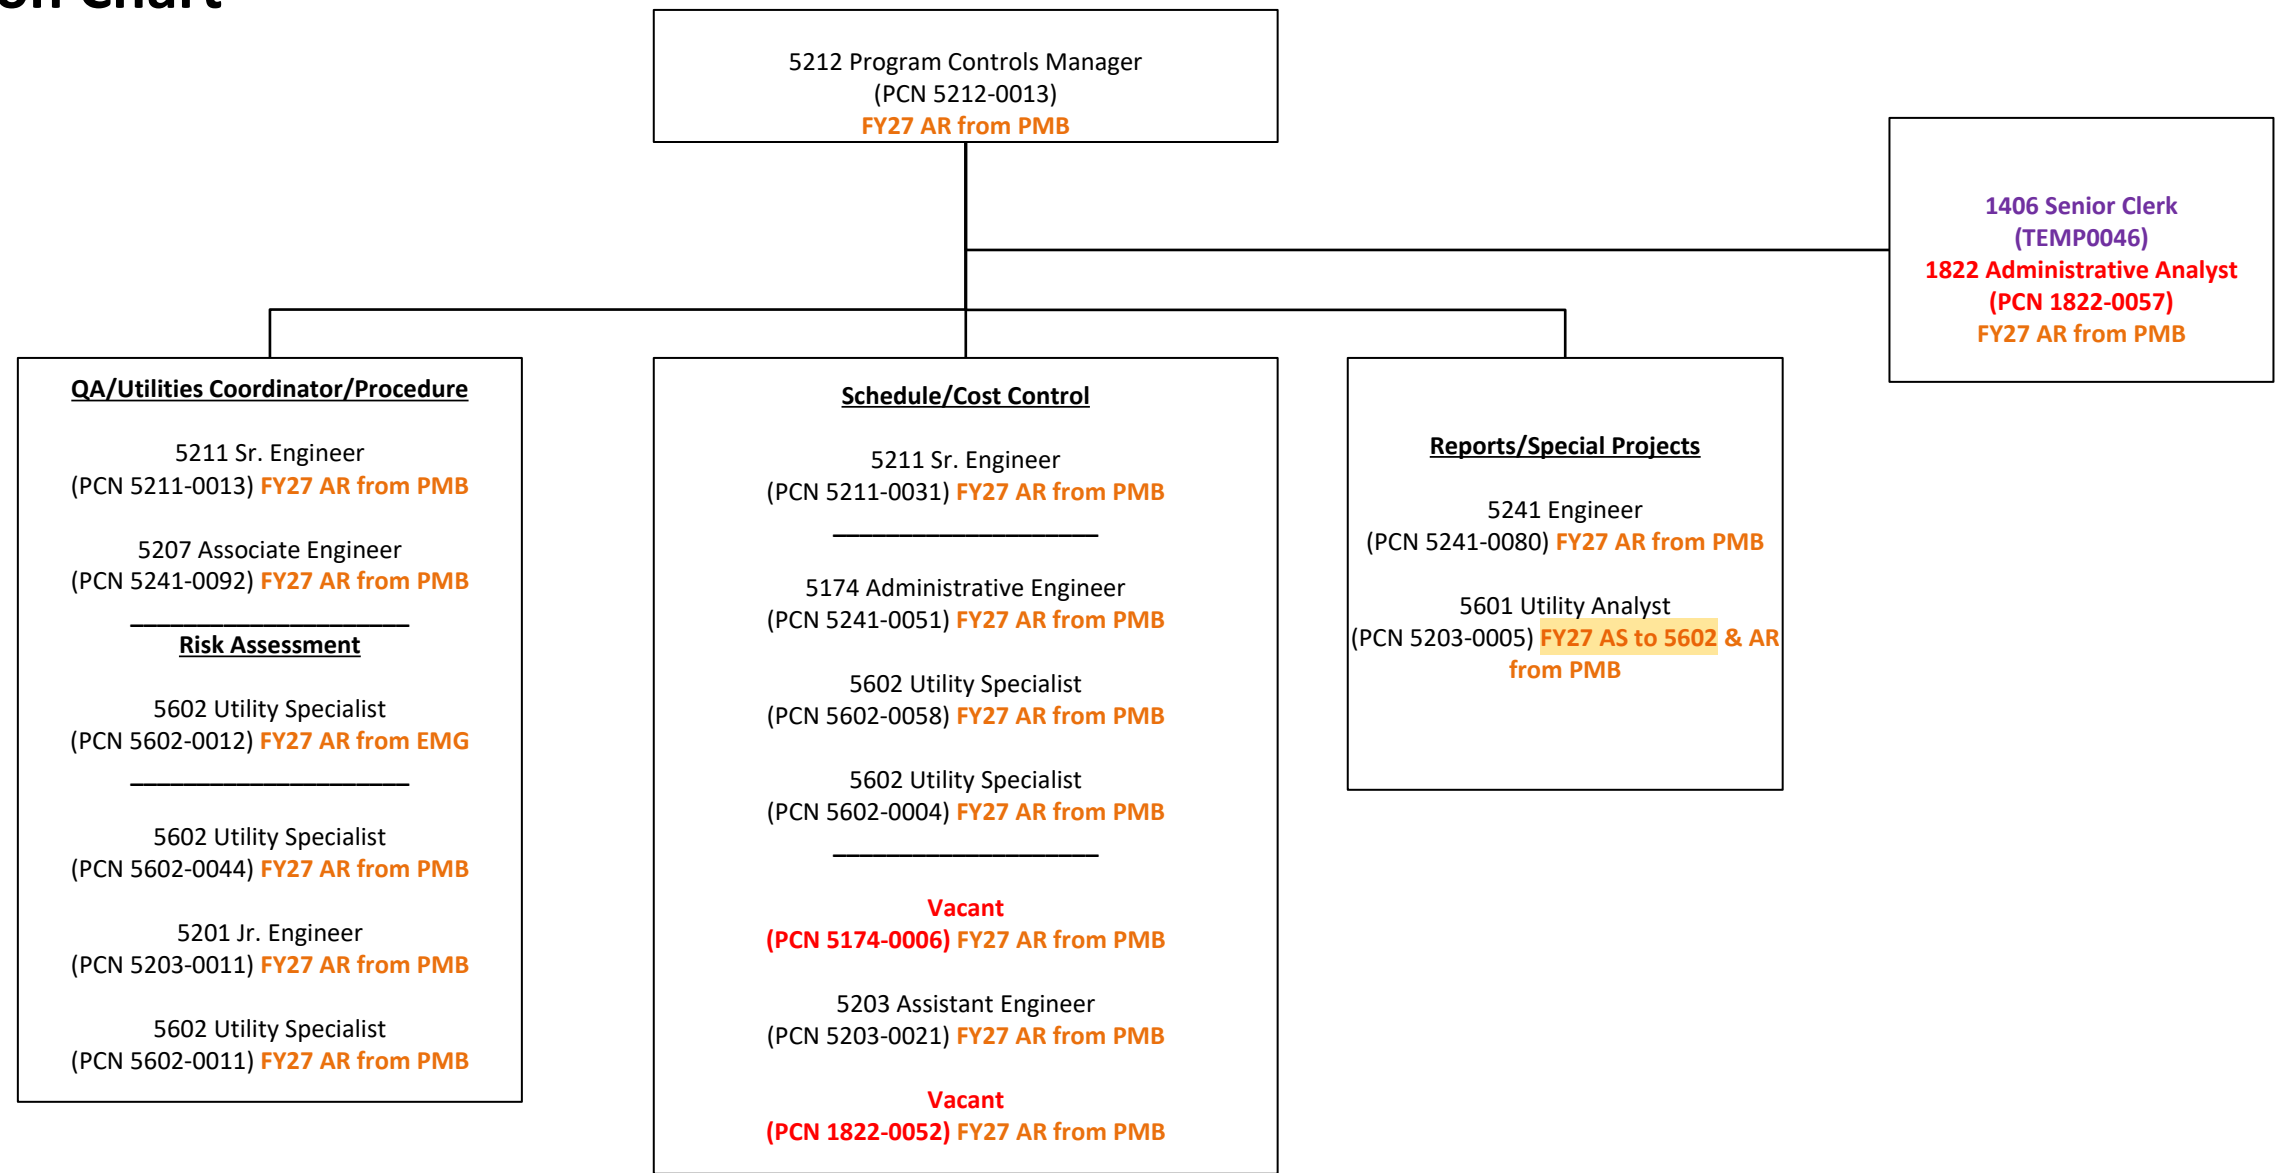 5212 Program Controls Manager
(PCN 5212-0013)
FY27 AR from PMB
1406 Senior Clerk
(TEMP0046)
1822 Administrative Analyst
(PCN 1822-0057)
FY27 AR from PMB
QA/Utilities Coordinator/Procedure
5211 Sr. Engineer
(PCN 5211-0013) FY27 AR from PMB
5207 Associate Engineer
(PCN 5241-0092) FY27 AR from PMB
Risk Assessment
5602 Utility Specialist
(PCN 5602-0012) FY27 AR from EMG
5602 Utility Specialist
(PCN 5602-0044) FY27 AR from PMB
5201 Jr. Engineer
(PCN 5203-0011) FY27 AR from PMB
5602 Utility Specialist
(PCN 5602-0011) FY27 AR from PMB
Schedule/Cost Control
5211 Sr. Engineer
(PCN 5211-0031) FY27 AR from PMB
5174 Administrative Engineer
(PCN 5241-0051) FY27 AR from PMB
5602 Utility Specialist
(PCN 5602-0058) FY27 AR from PMB
5602 Utility Specialist
(PCN 5602-0004) FY27 AR from PMB
Vacant
(PCN 5174-0006) FY27 AR from PMB
5203 Assistant Engineer
(PCN 5203-0021) FY27 AR from PMB
Vacant
(PCN 1822-0052) FY27 AR from PMB
Reports/Special Projects
5241 Engineer
(PCN 5241-0080) FY27 AR from PMB
5601 Utility Analyst
(PCN 5203-0005) FY27 AS to 5602 & AR
from PMB